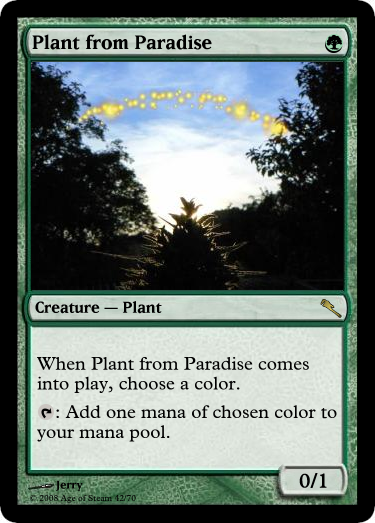 Plant from Paradise
Creature — Plant
When Plant from Paradise comes
into play, choose a color.
: Add one mana of chosen color to
your mana pool.
0/1
Jerry
© 2008 Age of Steam 42/70